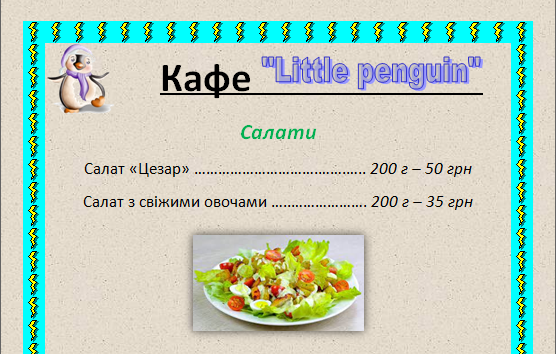 Кафе "Little penguin"
Салати
Салат «Цезар» …………………………………….. 200 г – 50 грн
Салат з свіжими овочами …………………… 200 г – 35 грн